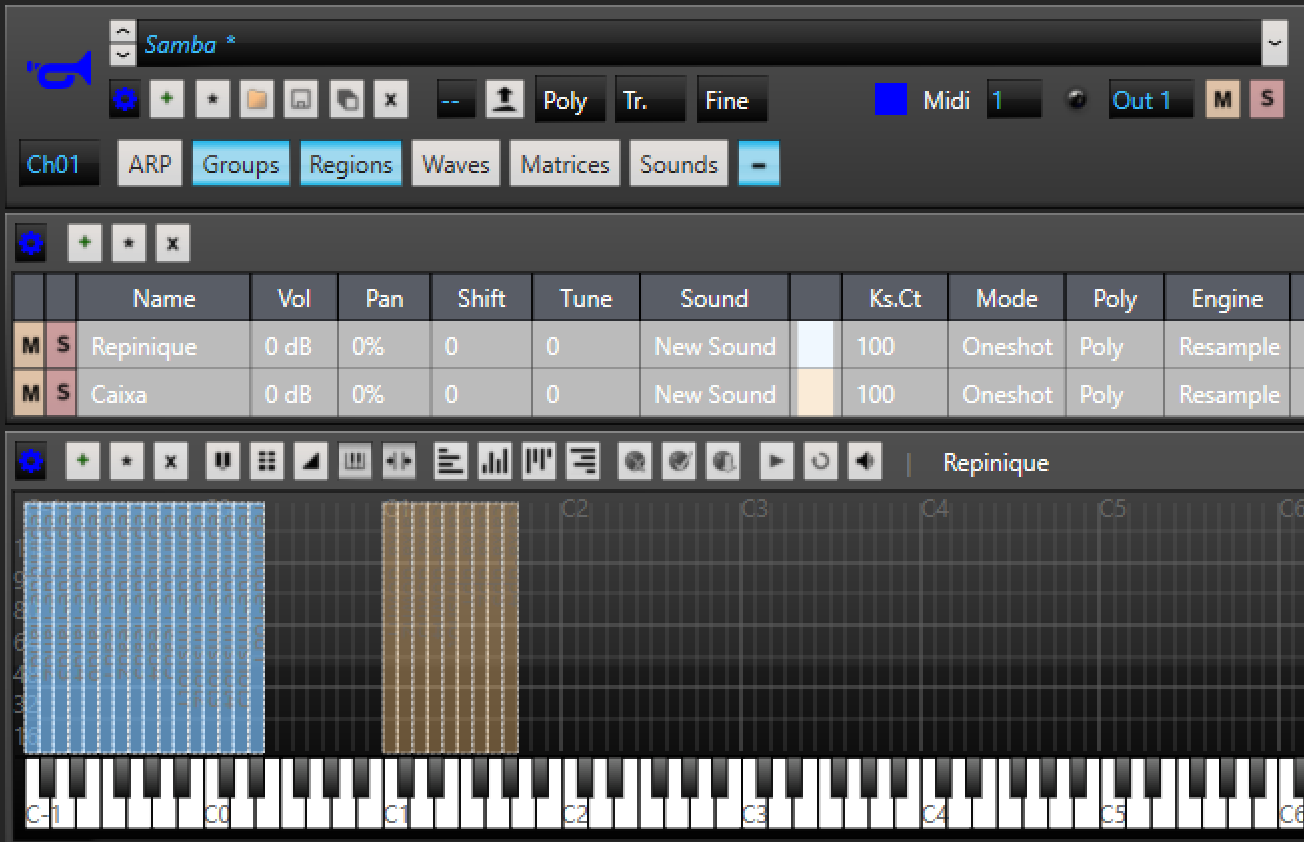 Samba *
+ * x -- Poly Tr. Fine Midi 1 Out 1 M S
Ch01 ARP Groups Regions Waves Matrices Sounds -
+ * x
Name Vol Pan Shift Tune Sound Ks.Ct Mode Poly Engine
M S Repinique 0 dB 0% 0 0 New Sound 100 Oneshot Poly Resample
M S Caixa 0 dB 0% 0 0 New Sound 100 Oneshot Poly Resample
+ * x | Repinique
C2 C3 C4 C5 C6
32
C-1 C0 C1 C2 C3 C4 C5 C6